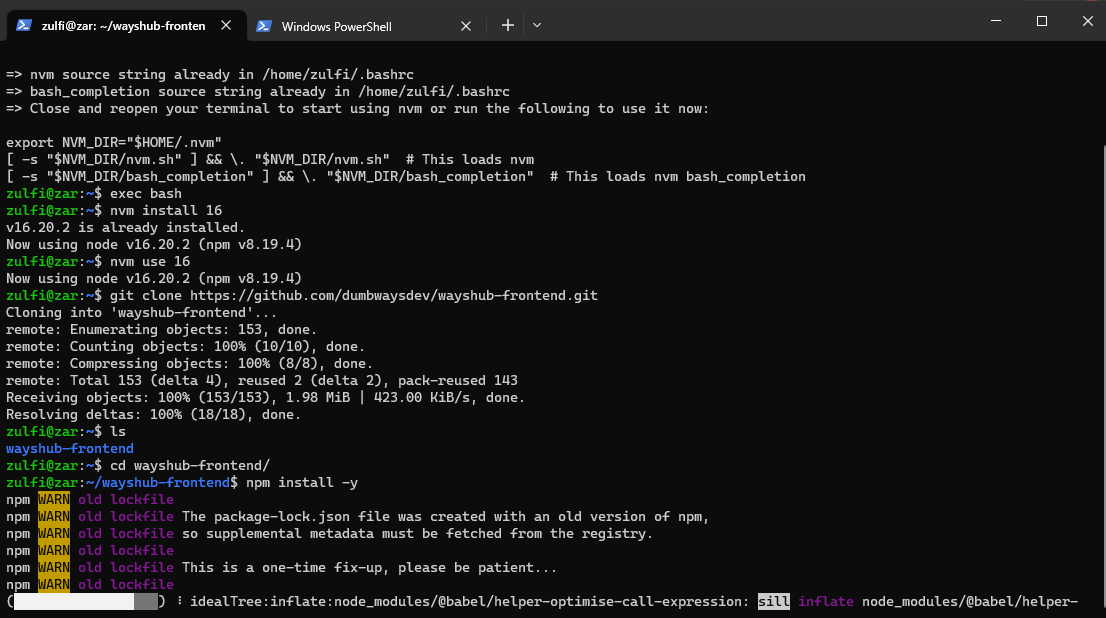 zulfi@zar: ~/wayshub-fronten
Windows PowerShell
=> nvm source string already in /home/zulfi/.bashrc
=> bash_completion source string already in /home/zulfi/.bashrc
=> Close and reopen your terminal to start using nvm or run the following to use it now:
export NVM_DIR="$HOME/.nvm"
[ -s "$NVM_DIR/nvm.sh" ] && \. "$NVM_DIR/nvm.sh"  # This loads nvm
[ -s "$NVM_DIR/bash_completion" ] && \. "$NVM_DIR/bash_completion"  # This loads nvm bash_completion
zulfi@zar:~$ exec bash
zulfi@zar:~$ nvm install 16
v16.20.2 is already installed.
Now using node v16.20.2 (npm v8.19.4)
zulfi@zar:~$ nvm use 16
Now using node v16.20.2 (npm v8.19.4)
zulfi@zar:~$ git clone https://github.com/dumbwaysdev/wayshub-frontend.git
Cloning into 'wayshub-frontend'...
remote: Enumerating objects: 153, done.
remote: Counting objects: 100% (10/10), done.
remote: Compressing objects: 100% (8/8), done.
remote: Total 153 (delta 4), reused 2 (delta 2), pack-reused 143
Receiving objects: 100% (153/153), 1.98 MiB | 423.00 KiB/s, done.
Resolving deltas: 100% (18/18), done.
zulfi@zar:~$ ls
wayshub-frontend
zulfi@zar:~$ cd wayshub-frontend/
zulfi@zar:~/wayshub-frontend$ npm install -y
npm WARN old lockfile
npm WARN old lockfile The package-lock.json file was created with an old version of npm,
npm WARN old lockfile so supplemental metadata must be fetched from the registry.
npm WARN old lockfile
npm WARN old lockfile This is a one-time fix-up, please be patient...
npm WARN old lockfile
( ) ⠸ idealTree:inflate:node_modules/@babel/helper-optimise-call-expression: sill inflate node_modules/@babel/helper-